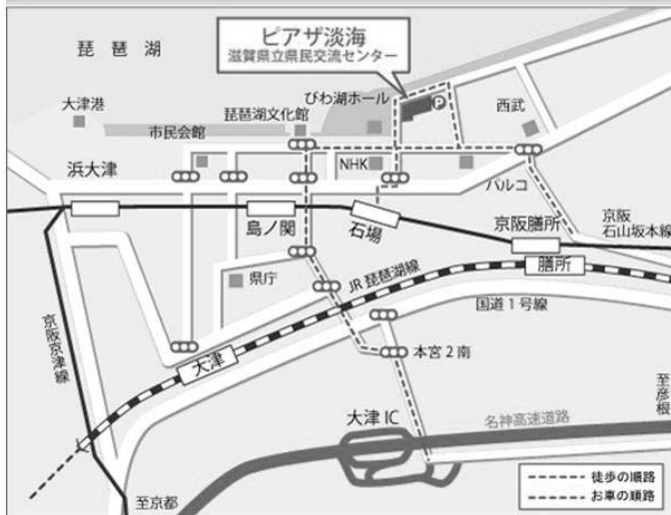 ピアザ淡海
滋賀県立県民交流センター
琵琶湖
大津港
市民会館
琵琶湖文化館
びわ湖ホール
P
西武
浜大津
NHK
パルコ
島ノ関
石場
京阪膳所
京阪
石山坂本線
県庁
JR琵琶湖線
膳所
国道1号線
京阪京津線
大津
本宮2南
至彦根
大津IC
名神高速道路
至京都
徒歩の順路
お車の順路